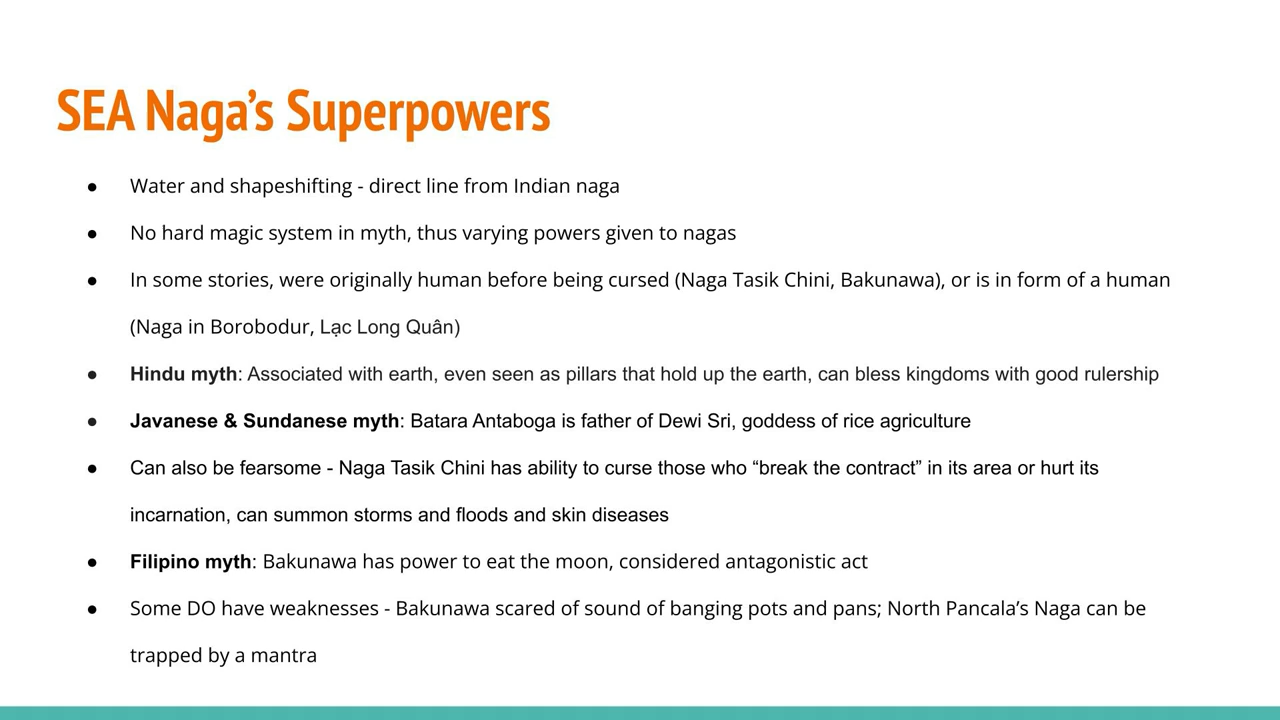 SEA Naga’s Superpowers
● Water and shapeshifting - direct line from Indian naga
● No hard magic system in myth, thus varying powers given to nagas
● In some stories, were originally human before being cursed (Naga Tasik Chini, Bakunawa), or is in form of a human
(Naga in Borobodur, Lạc Long Quân)
● Hindu myth: Associated with earth, even seen as pillars that hold up the earth, can bless kingdoms with good rulership
● Javanese & Sundanese myth: Batara Antaboga is father of Dewi Sri, goddess of rice agriculture
● Can also be fearsome - Naga Tasik Chini has ability to curse those who “break the contract” in its area or hurt its
incarnation, can summon storms and floods and skin diseases
● Filipino myth: Bakunawa has power to eat the moon, considered antagonistic act
● Some DO have weaknesses - Bakunawa scared of sound of banging pots and pans; North Pancala’s Naga can be
trapped by a mantra